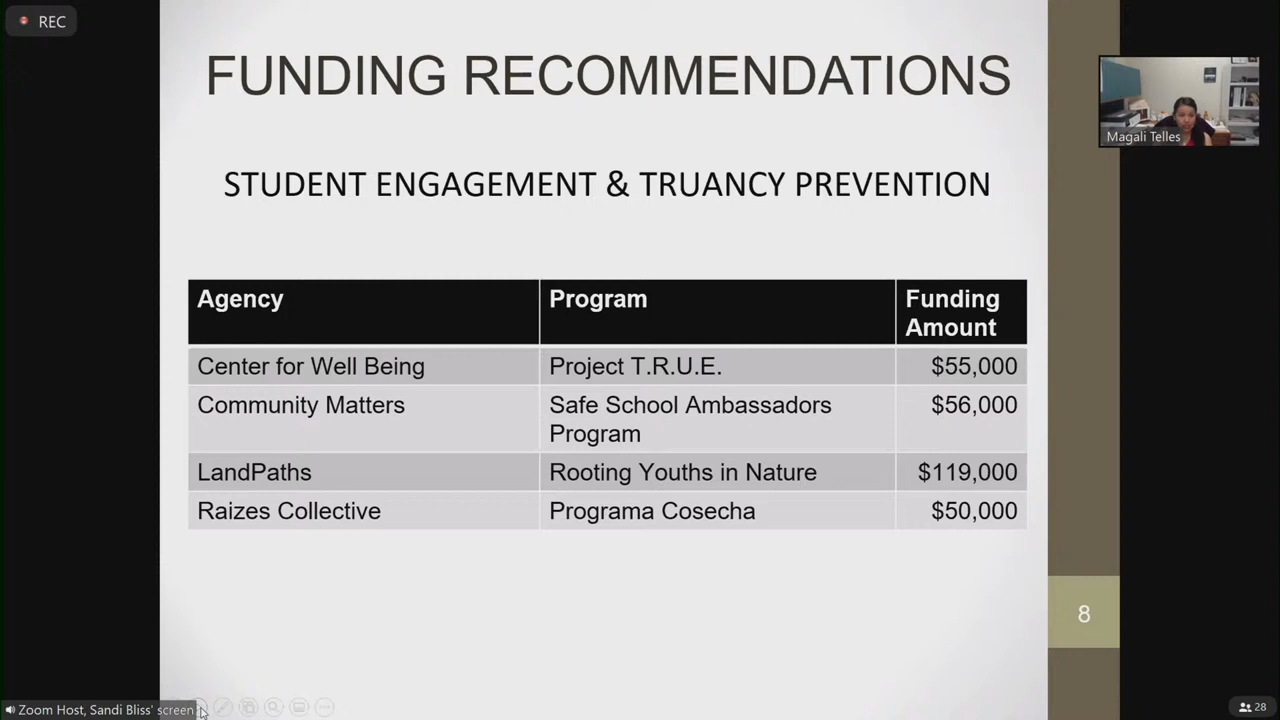 REC
FUNDING RECOMMENDATIONS
Magali Telles
STUDENT ENGAGEMENT & TRUANCY PREVENTION
Agency Program Funding Amount
Center for Well Being Project T.R.U.E. $55,000
Community Matters Safe School Ambassadors Program $56,000
LandPaths Rooting Youths in Nature $119,000
Raizes Collective Programa Cosecha $50,000
8
Zoom Host, Sandi Bliss' screen
28